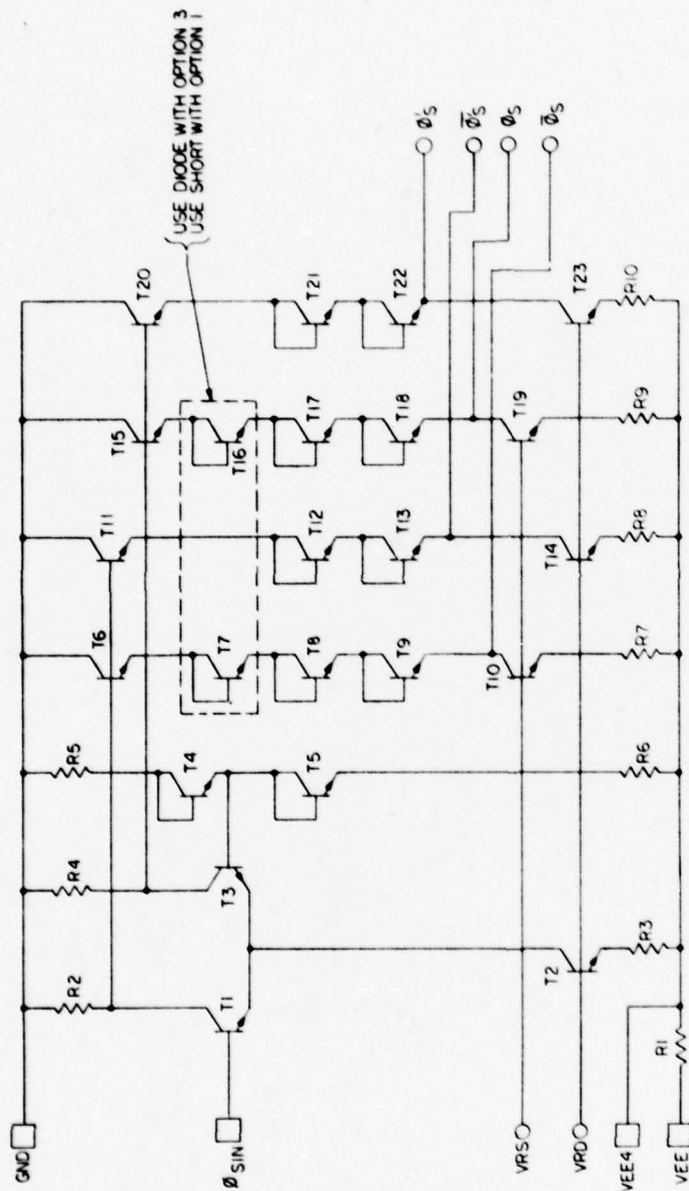 GND
Ø SIN
VRS
VRD
VEE4
VEE
R2
R4
R5
T6
T11
T15
T20
USE DIODE WITH OPTION 3
USE SHORT WITH OPTION 1
T1
T3
T4
T5
T7
T8
T9
T12
T13
T16
T17
T18
T21
T22
Ø'S
Ø̅'S
ØS
Ø̅S
T2
T10
T14
T19
T23
R1
R3
R6
R7
R8
R9
R10